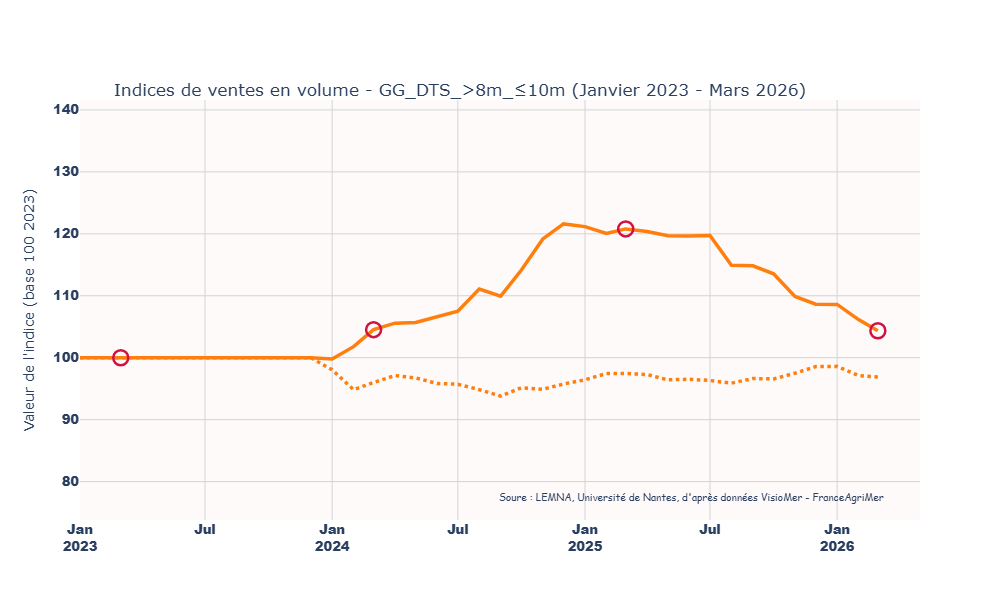 Indices de ventes en volume - GG_DTS_>8m_≤10m (Janvier 2023 - Mars 2026)
Valeur de l'indice (base 100 2023)
140
130
120
110
100
90
80
Soure : LEMNA, Université de Nantes, d'après données VisioMer - FranceAgriMer
Jan Jul Jan Jul Jan Jul Jan
2023 2024 2025 2026